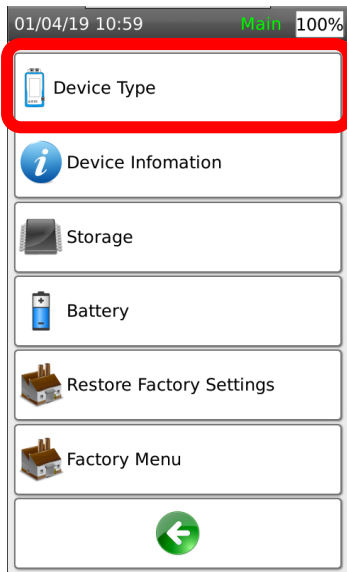 01/04/19 10:59 Main 100%
Device Type
Device Infomation
Storage
Battery
Restore Factory Settings
Factory Menu